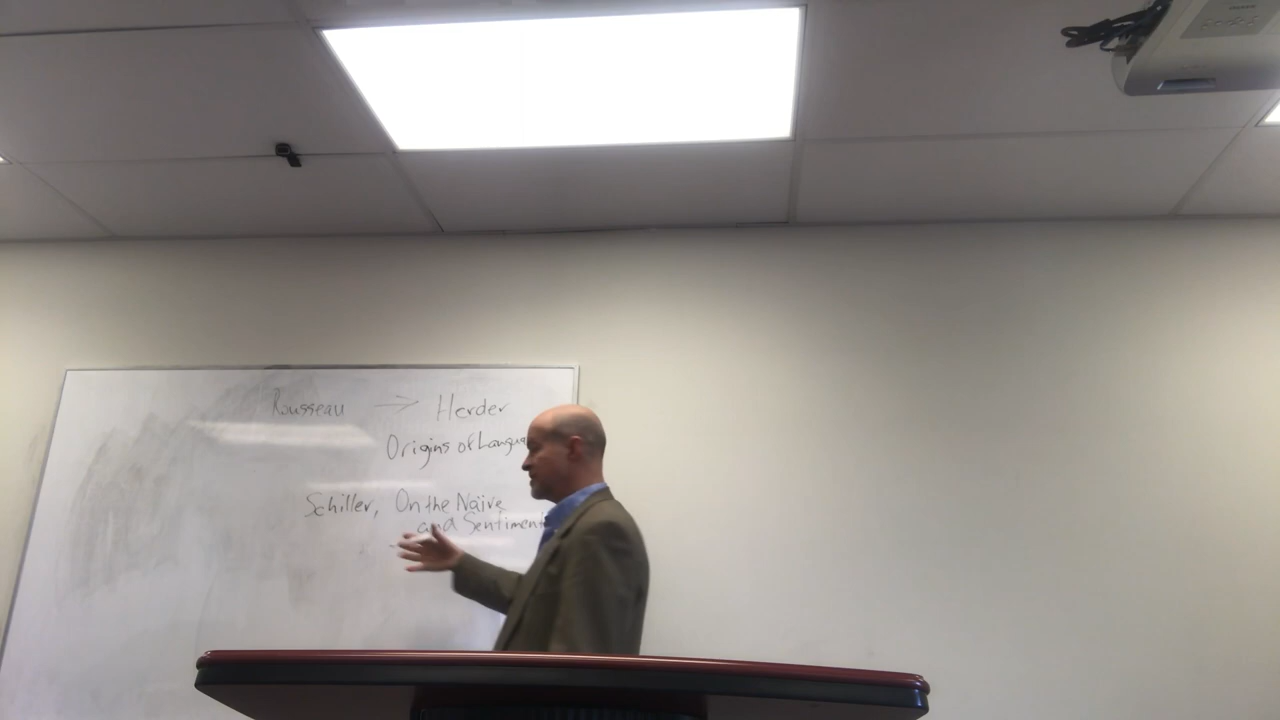 Rousseau → Herder
Origins of Langua
Schiller, On the Naïve
and Sentiment